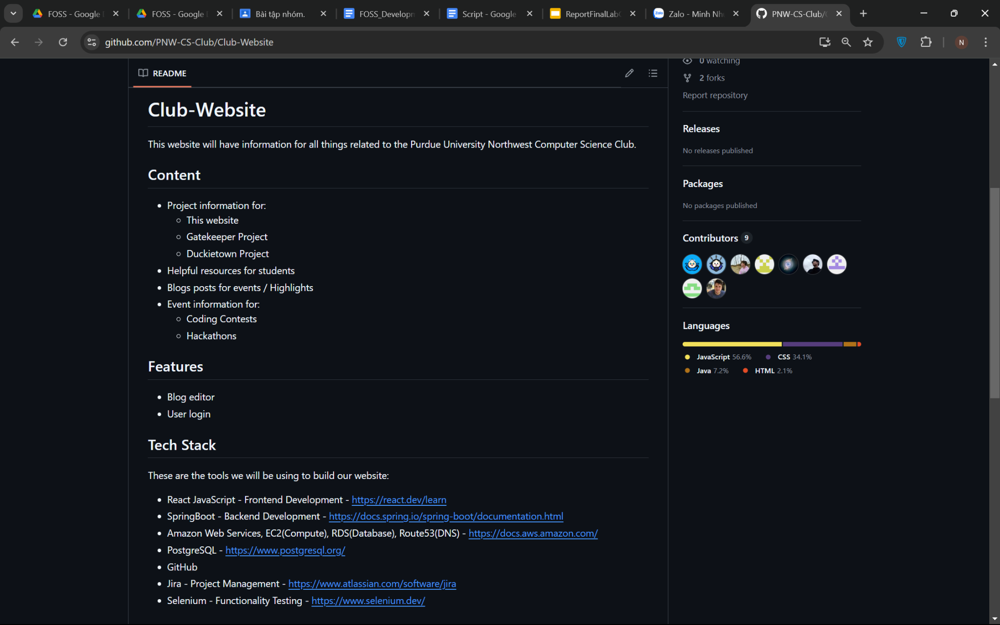 FOSS - Google
FOSS - Google
Bài tập nhóm.
FOSS_Developm
Script - Google
ReportFinalLab
Zalo - Minh Nh
PNW-CS-Club/
github.com/PNW-CS-Club/Club-Website
N
README
Club-Website
This website will have information for all things related to the Purdue University Northwest Computer Science Club.
Content
Project information for:
This website
Gatekeeper Project
Duckietown Project
Helpful resources for students
Blogs posts for events / Highlights
Event information for:
Coding Contests
Hackathons
Features
Blog editor
User login
Tech Stack
These are the tools we will be using to build our website:
React JavaScript - Frontend Development - https://react.dev/learn
SpringBoot - Backend Development - https://docs.spring.io/spring-boot/documentation.html
Amazon Web Services, EC2(Compute), RDS(Database), Route53(DNS) - https://docs.aws.amazon.com/
PostgreSQL - https://www.postgresql.org/
GitHub
Jira - Project Management - https://www.atlassian.com/software/jira
Selenium - Functionality Testing - https://www.selenium.dev/
0 watching
2 forks
Report repository
Releases
No releases published
Packages
No packages published
Contributors 9
Languages
JavaScript 56.6% CSS 34.1%
Java 7.2% HTML 2.1%